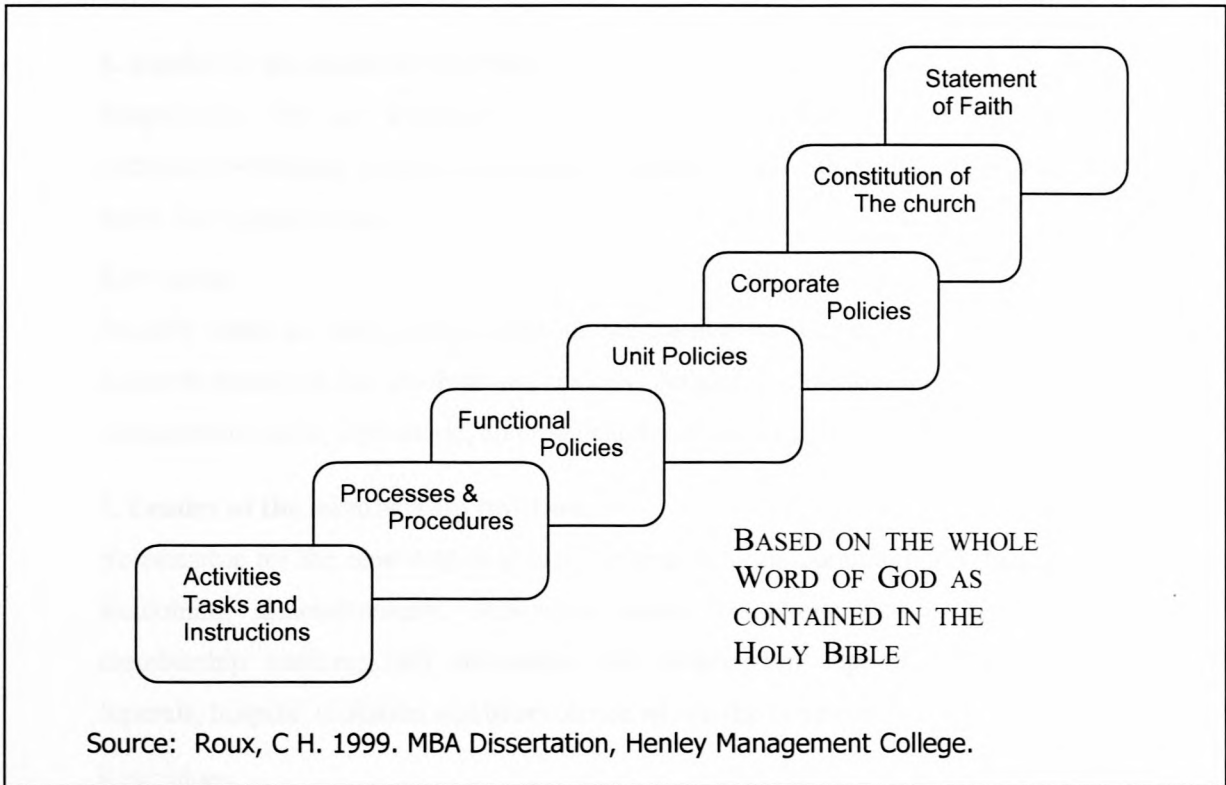 Statement
of Faith
Constitution of
The church
Corporate
Policies
Unit Policies
Functional
Policies
Processes &
Procedures
Activities
Tasks and
Instructions
BASED ON THE WHOLE
WORD OF GOD AS
CONTAINED IN THE
HOLY BIBLE
Source: Roux, C H. 1999. MBA Dissertation, Henley Management College.